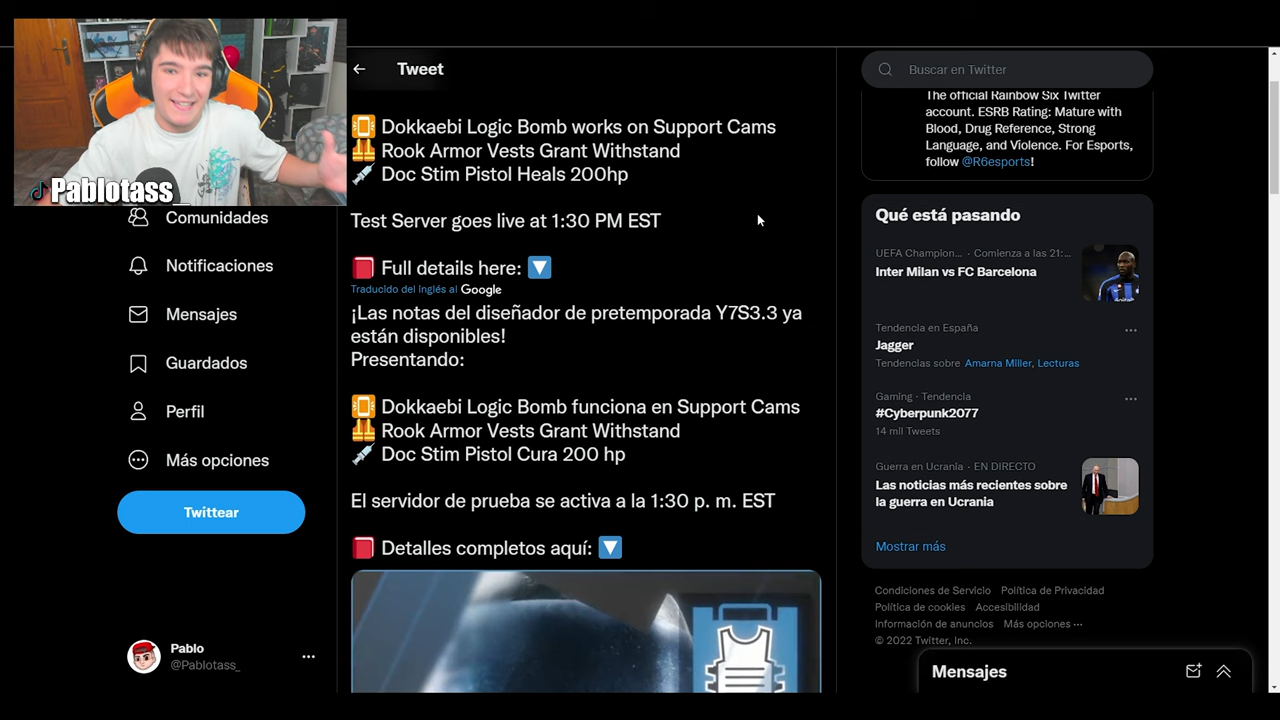 Pablotass_
Comunidades
Notificaciones
Mensajes
Guardados
Perfil
Más opciones
Twittear
Pablo
@Pablotass_
Tweet
Dokkaebi Logic Bomb works on Support Cams
Rook Armor Vests Grant Withstand
Doc Stim Pistol Heals 200hp
Test Server goes live at 1:30 PM EST
Full details here:
Traducido del Inglés al Google
¡Las notas del diseñador de pretemporada Y7S3.3 ya
están disponibles!
Presentando:
Dokkaebi Logic Bomb funciona en Support Cams
Rook Armor Vests Grant Withstand
Doc Stim Pistol Cura 200 hp
El servidor de prueba se activa a la 1:30 p. m. EST
Detalles completos aquí:
Buscar en Twitter
The official Rainbow Six Twitter
account. ESRB Rating: Mature with
Blood, Drug Reference, Strong
Language, and Violence. For Esports,
follow @R6esports!
Qué está pasando
UEFA Champion... · Comienza a las 21:...
Inter Milan vs FC Barcelona
Tendencia en España
Jagger
Tendencias sobre Amarna Miller, Lecturas
Gaming · Tendencia
#Cyberpunk2077
14 mil Tweets
Guerra en Ucrania · EN DIRECTO
Las noticias más recientes sobre
la guerra en Ucrania
Mostrar más
Condiciones de Servicio Política de Privacidad
Política de cookies Accesibilidad
Información de anuncios Más opciones ···
© 2022 Twitter, Inc.
Mensajes